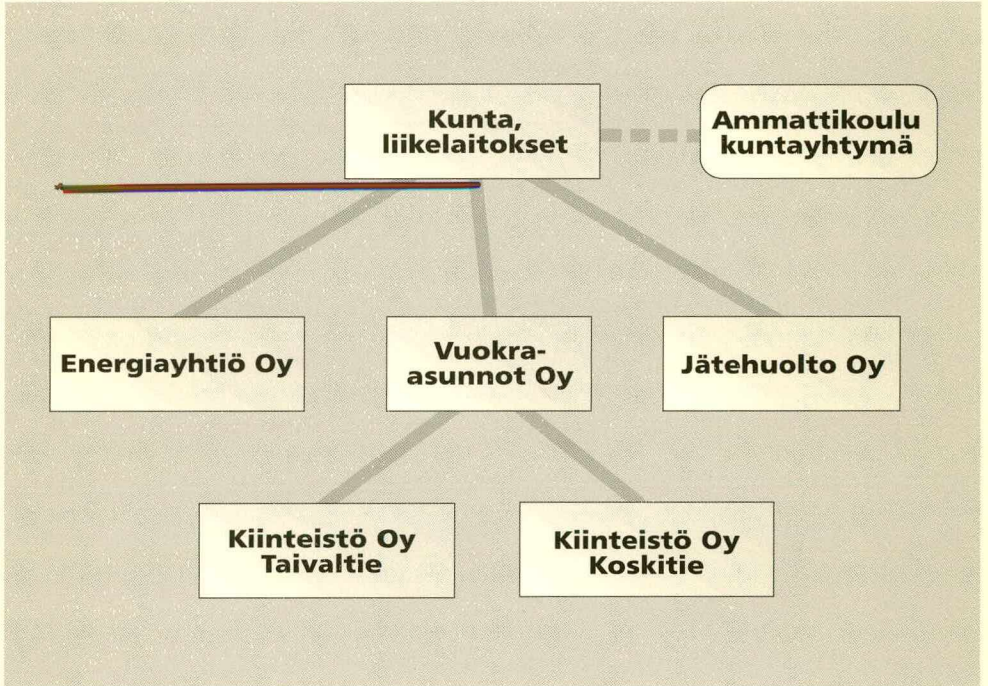 Kunta,
liikelaitokset
Ammattikoulu
kuntayhtymä
Energiayhtiö Oy
Vuokra-
asunnot Oy
Jätehuolto Oy
Kiinteistö Oy
Taivaltie
Kiinteistö Oy
Koskitie